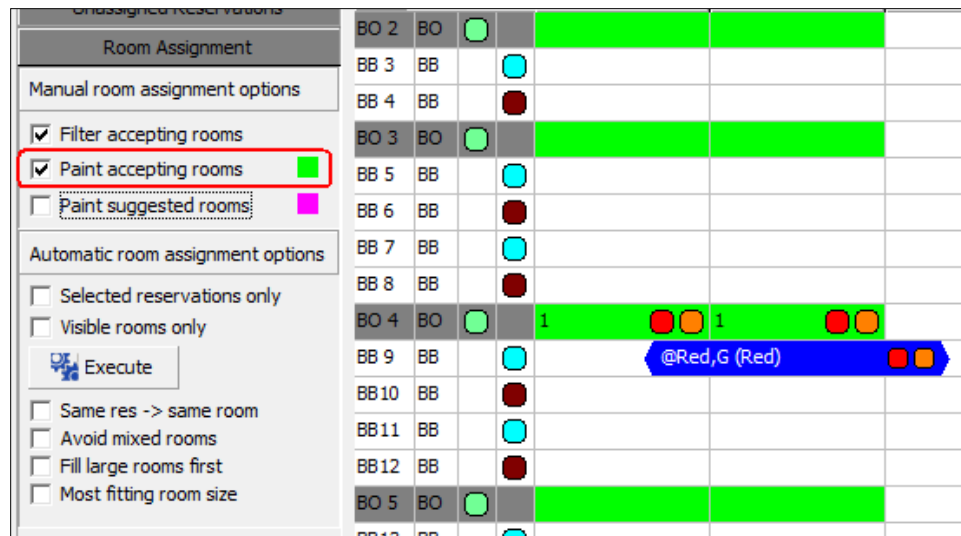 Unassigned Reservations
Room Assignment
Manual room assignment options
Filter accepting rooms
Paint accepting rooms
Paint suggested rooms
Automatic room assignment options
Selected reservations only
Visible rooms only
Execute
Same res -> same room
Avoid mixed rooms
Fill large rooms first
Most fitting room size
BO 2 BO
BB 3 BB
BB 4 BB
BO 3 BO
BB 5 BB
BB 6 BB
BB 7 BB
BB 8 BB
BO 4 BO 1 1
BB 9 BB @Red,G (Red)
BB10 BB
BB11 BB
BB12 BB
BO 5 BO
BB13 BB